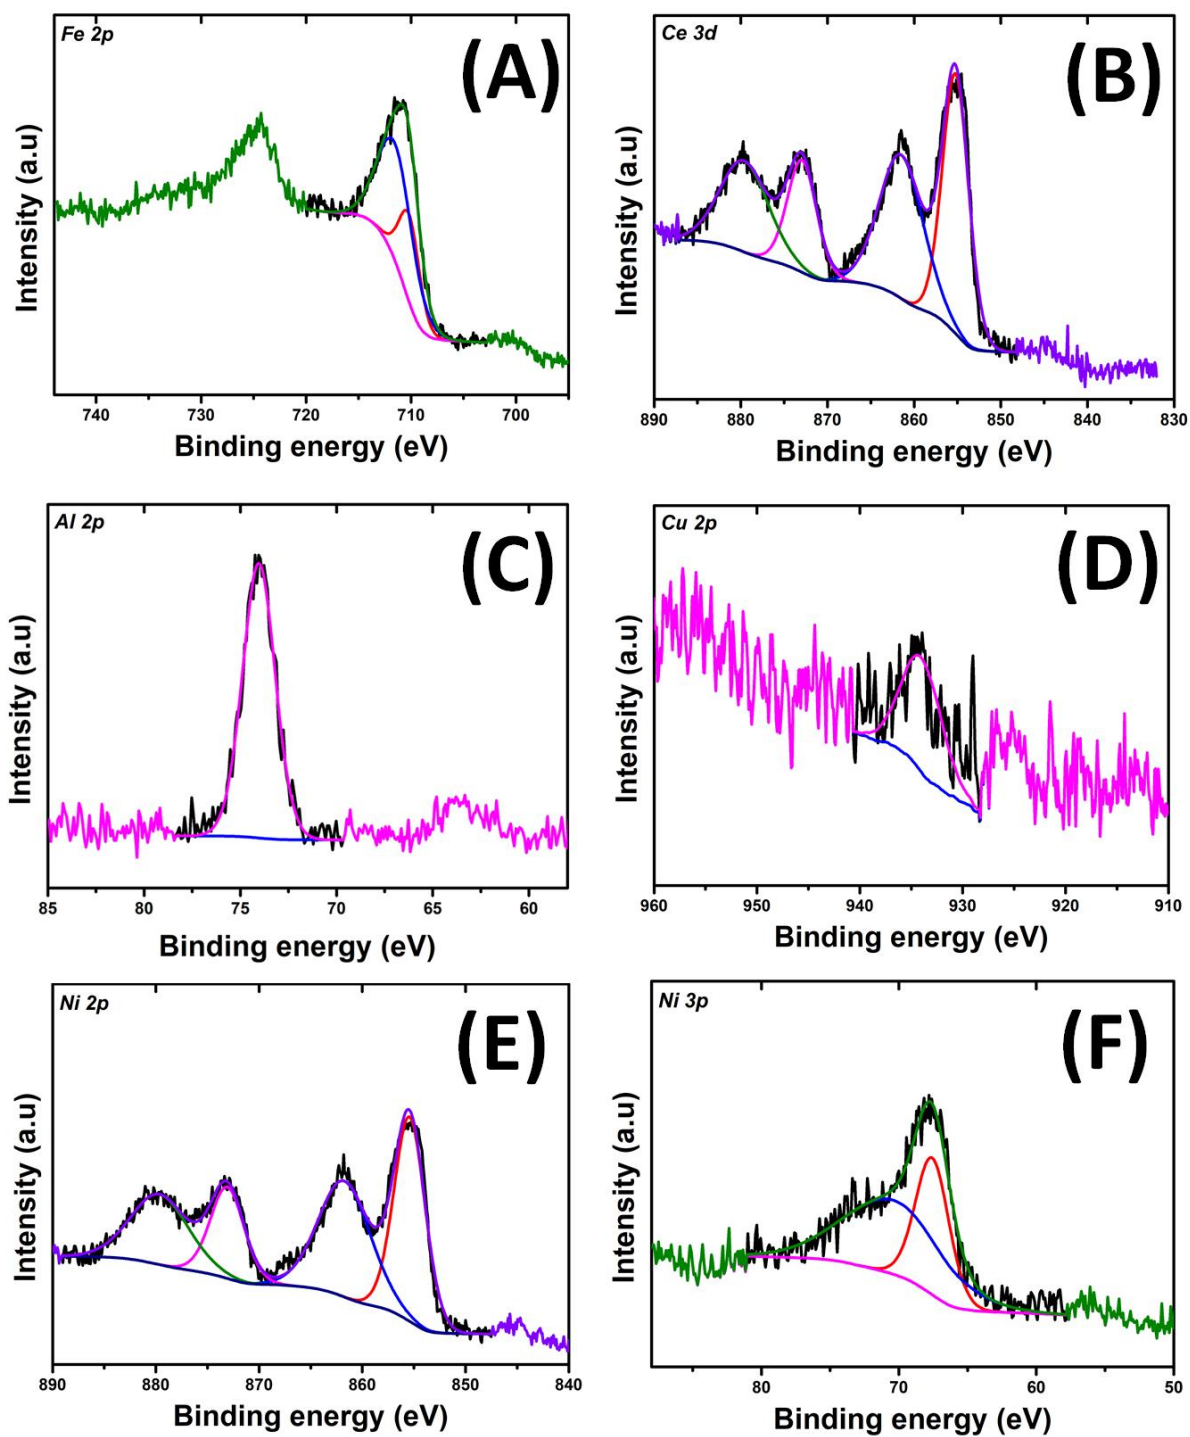 Fe 2p
(A)
Intensity (a.u)
740 730 720 710 700
Binding energy (eV)
Ce 3d
(B)
Intensity (a.u)
890 880 870 860 850 840 830
Binding energy (eV)
Al 2p
(C)
Intensity (a.u)
85 80 75 70 65 60
Binding energy (eV)
Cu 2p
(D)
Intensity (a.u)
960 950 940 930 920 910
Binding energy (eV)
Ni 2p
(E)
Intensity (a.u)
890 880 870 860 850 840
Binding energy (eV)
Ni 3p
(F)
Intensity (a.u)
80 70 60 50
Binding energy (eV)